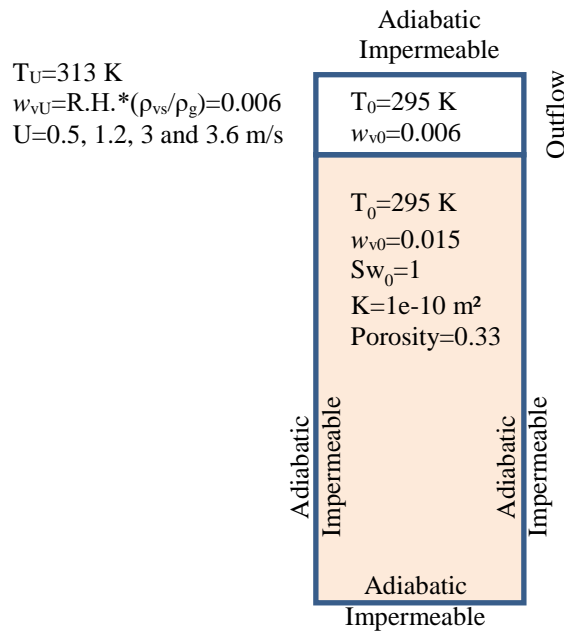 Adiabatic
Impermeable
T_U=313 K
w_vU=R.H.*(ρ_vs/ρ_g)=0.006
U=0.5, 1.2, 3 and 3.6 m/s
T_0=295 K
w_v0=0.006
Outflow
T_0=295 K
w_v0=0.015
Sw_0=1
K=1e-10 m²
Porosity=0.33
Adiabatic
Impermeable
Adiabatic
Impermeable
Adiabatic
Impermeable